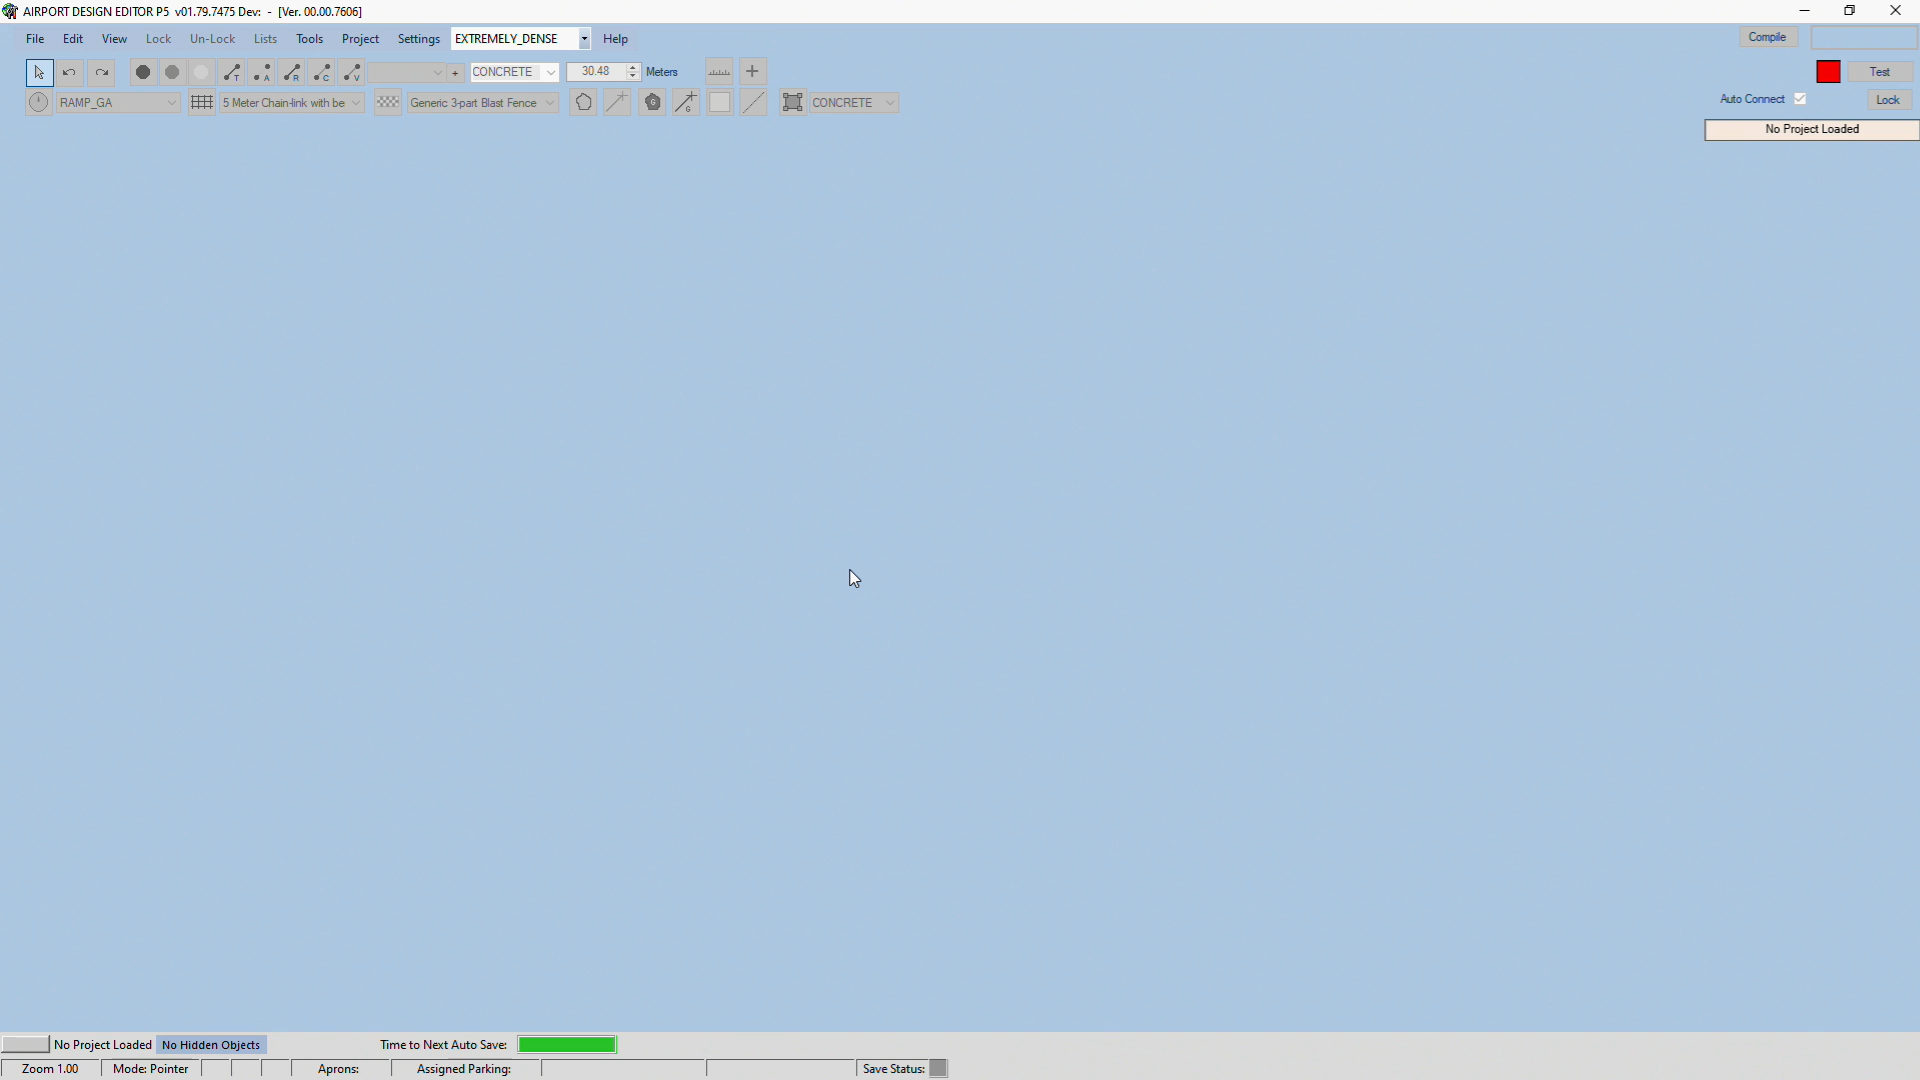 AIRPORT DESIGN EDITOR P5 v01.79.7475 Dev: - [Ver. 00.00.7606]
File Edit View Lock Un-Lock Lists Tools Project Settings EXTREMELY_DENSE Help
Compile
T A R C V + CONCRETE 30.48 Meters
Test
RAMP_GA 5 Meter Chain-link with be Generic 3-part Blast Fence G G CONCRETE
Auto Connect Lock
No Project Loaded
No Project Loaded No Hidden Objects Time to Next Auto Save:
Zoom 1.00 Mode: Pointer Aprons: Assigned Parking: Save Status: